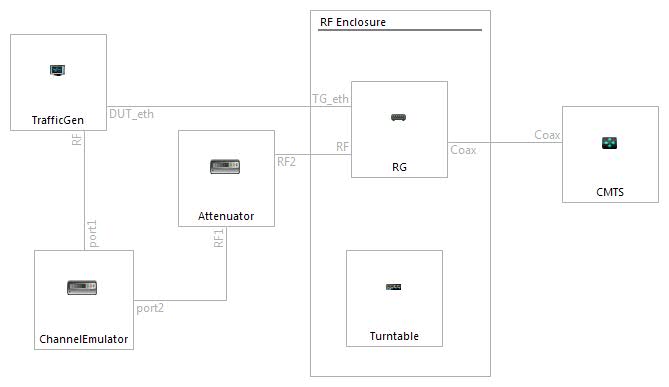 RF Enclosure
TrafficGen
DUT_eth
TG_eth
RF
RF
RF2
RG
Coax
Coax
CMTS
Attenuator
RF1
port1
port2
ChannelEmulator
Turntable